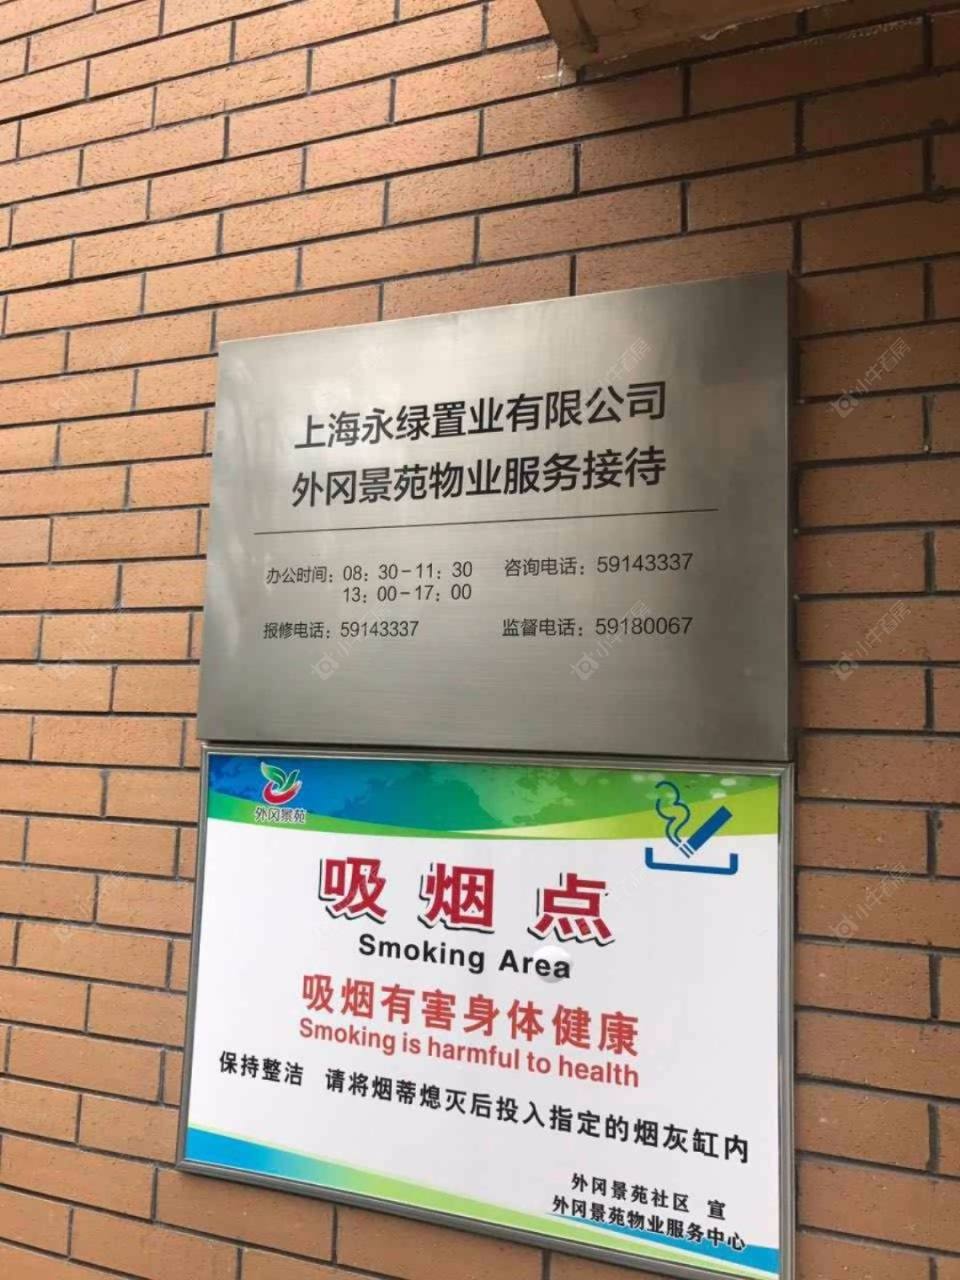 上海永绿置业有限公司
外冈景苑物业服务接待
办公时间：08：30-11：30
13：00-17：00
咨询电话：59143337
报修电话：59143337
监督电话：59180067
外冈景苑
吸烟点
Smoking Area
吸烟有害身体健康
Smoking is harmful to health
保持整洁 请将烟蒂熄灭后投入指定的烟灰缸内
外冈景苑社区 宣
外冈景苑物业服务中心
小牛看房